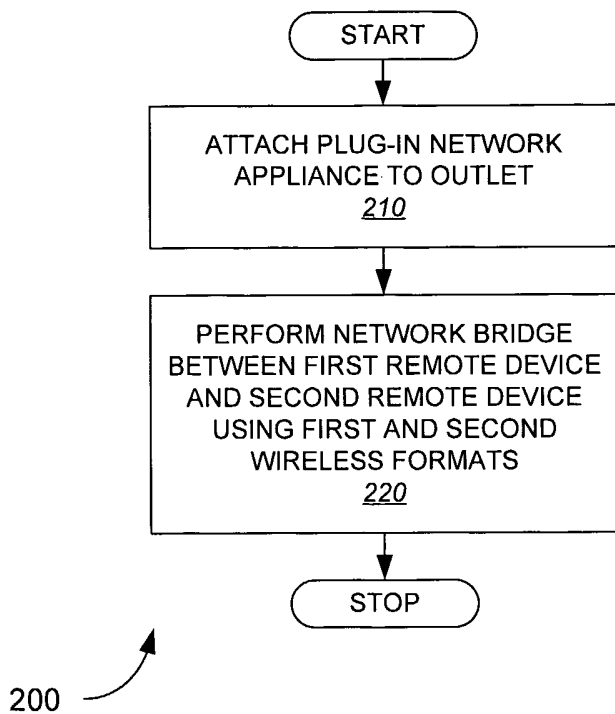 START
ATTACH PLUG-IN NETWORK
APPLIANCE TO OUTLET
210
PERFORM NETWORK BRIDGE
BETWEEN FIRST REMOTE DEVICE
AND SECOND REMOTE DEVICE
USING FIRST AND SECOND
WIRELESS FORMATS
220
STOP
200